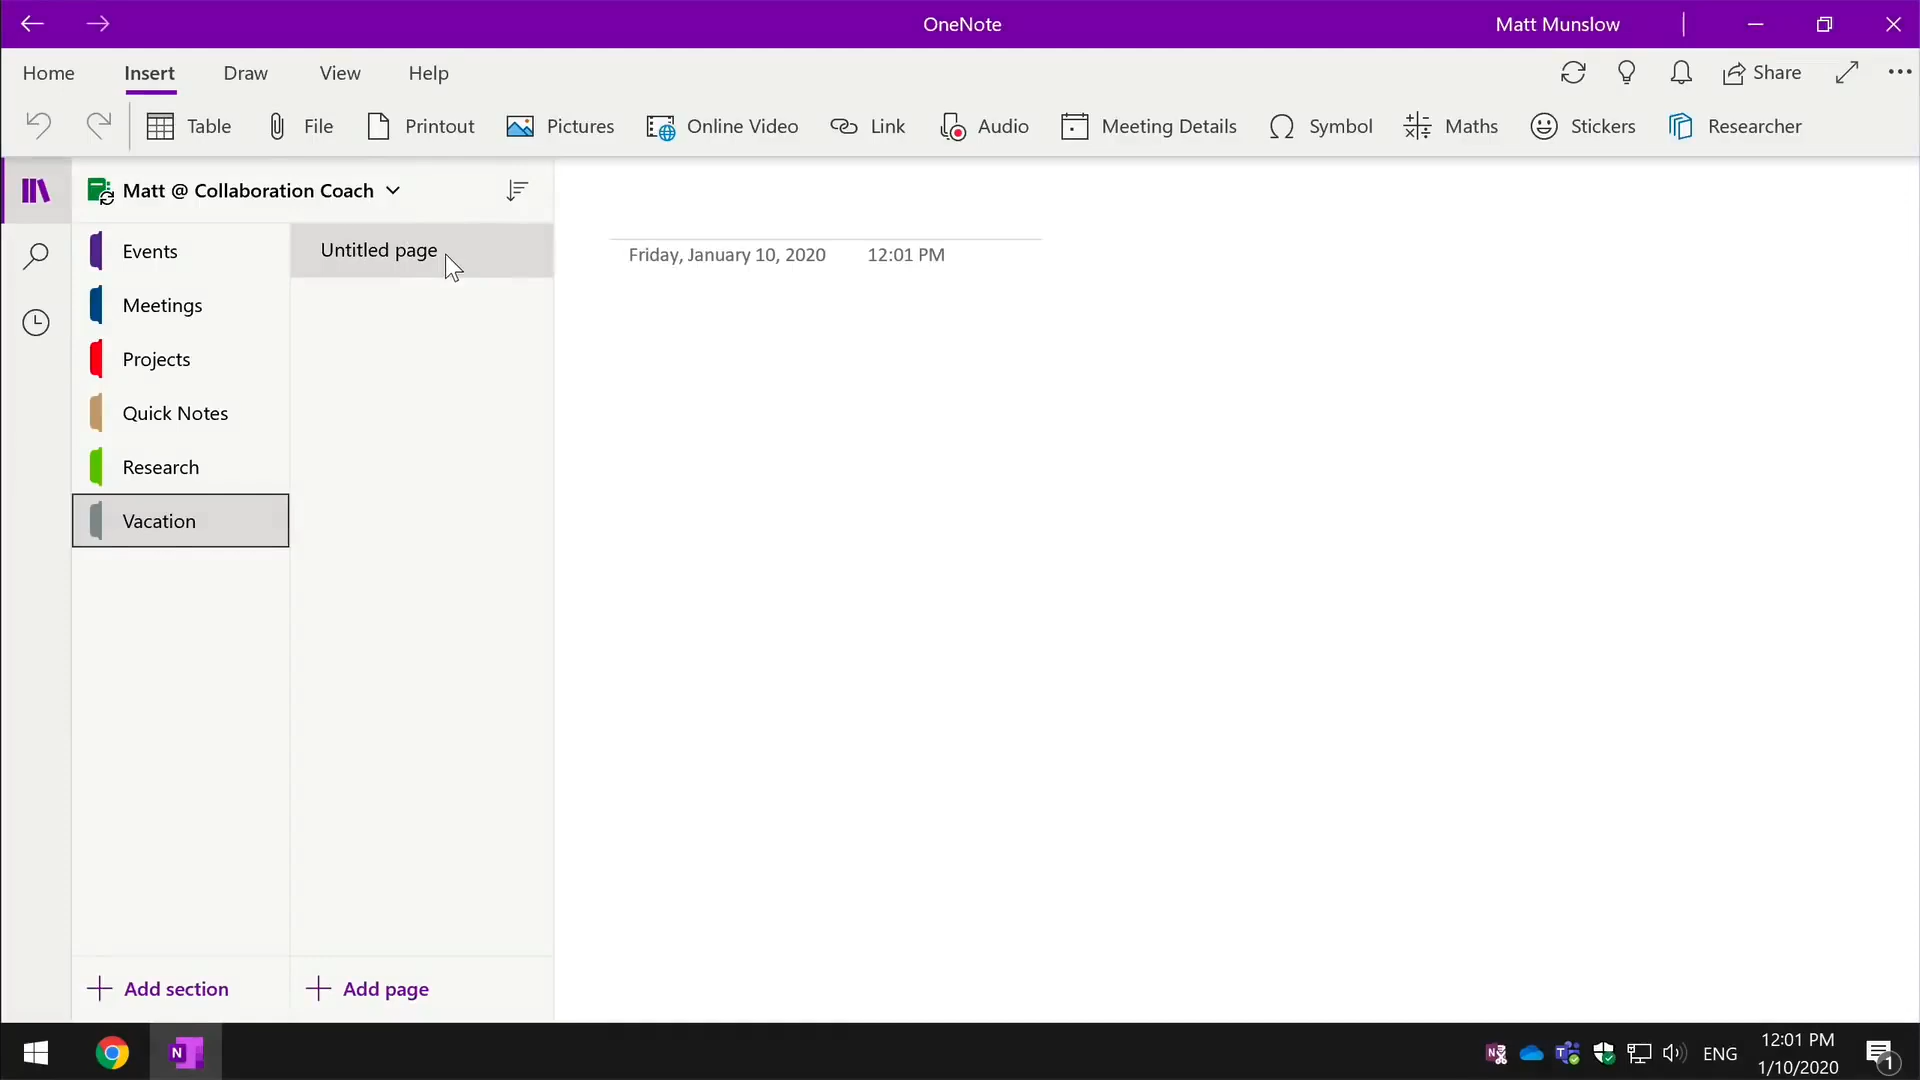 OneNote
Matt Munslow
Home Insert Draw View Help
Share
Table File Printout Pictures Online Video Link Audio Meeting Details Symbol Maths Stickers Researcher
Matt @ Collaboration Coach
Events
Meetings
Projects
Quick Notes
Research
Vacation
Untitled page
Friday, January 10, 2020 12:01 PM
Add section
Add page
N
N
T
ENG
12:01 PM
1/10/2020
1